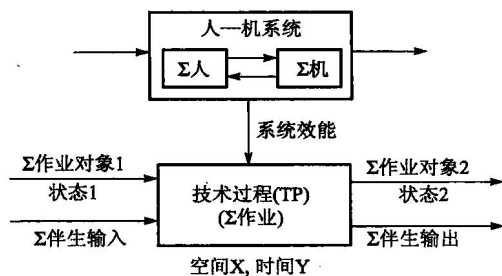 人—机系统
Σ人
Σ机
系统效能
Σ作业对象1
状态1
Σ伴生输入
技术过程(TP)
(Σ作业)
Σ作业对象2
状态2
Σ伴生输出
空间X, 时间Y